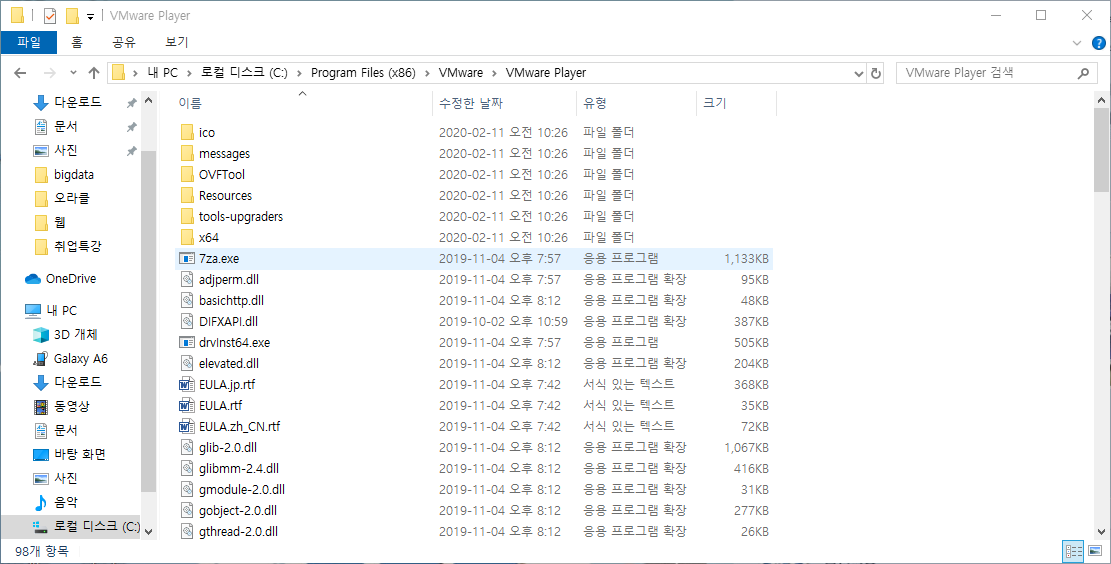 VMware Player
파일 홈 공유 보기
내 PC > 로컬 디스크 (C:) > Program Files (x86) > VMware > VMware Player
VMware Player 검색
다운로드
문서
사진
bigdata
오라클
웹
취업특강
OneDrive
내 PC
3D 개체
Galaxy A6
다운로드
동영상
문서
바탕 화면
사진
음악
로컬 디스크 (C:)
이름 수정한 날짜 유형 크기
ico 2020-02-11 오전 10:26 파일 폴더
messages 2020-02-11 오전 10:26 파일 폴더
OVFTool 2020-02-11 오전 10:26 파일 폴더
Resources 2020-02-11 오전 10:26 파일 폴더
tools-upgraders 2020-02-11 오전 10:26 파일 폴더
x64 2020-02-11 오전 10:26 파일 폴더
7za.exe 2019-11-04 오후 7:57 응용 프로그램 1,133KB
adjperm.dll 2019-11-04 오후 7:57 응용 프로그램 확장 95KB
basichttp.dll 2019-11-04 오후 8:12 응용 프로그램 확장 48KB
DIFXAPI.dll 2019-10-02 오전 10:59 응용 프로그램 확장 387KB
drvInst64.exe 2019-11-04 오후 7:57 응용 프로그램 505KB
elevated.dll 2019-11-04 오후 8:12 응용 프로그램 확장 204KB
EULA.jp.rtf 2019-11-04 오후 7:42 서식 있는 텍스트 368KB
EULA.rtf 2019-11-04 오후 7:42 서식 있는 텍스트 35KB
EULA.zh_CN.rtf 2019-11-04 오후 7:42 서식 있는 텍스트 72KB
glib-2.0.dll 2019-11-04 오후 8:12 응용 프로그램 확장 1,067KB
glibmm-2.4.dll 2019-11-04 오후 8:12 응용 프로그램 확장 416KB
gmodule-2.0.dll 2019-11-04 오후 8:12 응용 프로그램 확장 31KB
gobject-2.0.dll 2019-11-04 오후 8:12 응용 프로그램 확장 277KB
gthread-2.0.dll 2019-11-04 오후 8:12 응용 프로그램 확장 26KB
98개 항목